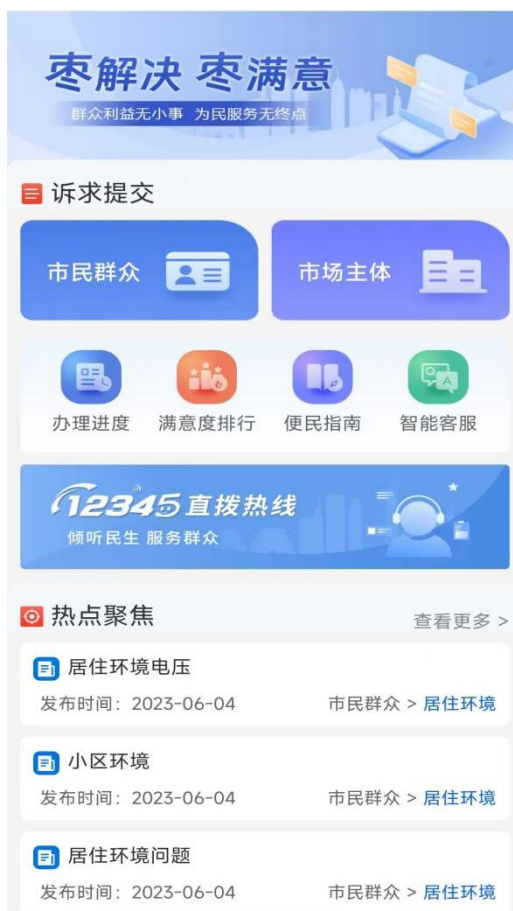 枣解决 枣满意
群众利益无小事 为民服务无终点
诉求提交
市民群众
市场主体
办理进度 满意度排行 便民指南 智能客服
12345直拨热线
倾听民生 服务群众
热点聚焦 查看更多 >
居住环境电压
发布时间：2023-06-04 市民群众 > 居住环境
小区环境
发布时间：2023-06-04 市民群众 > 居住环境
居住环境问题
发布时间：2023-06-04 市民群众 > 居住环境